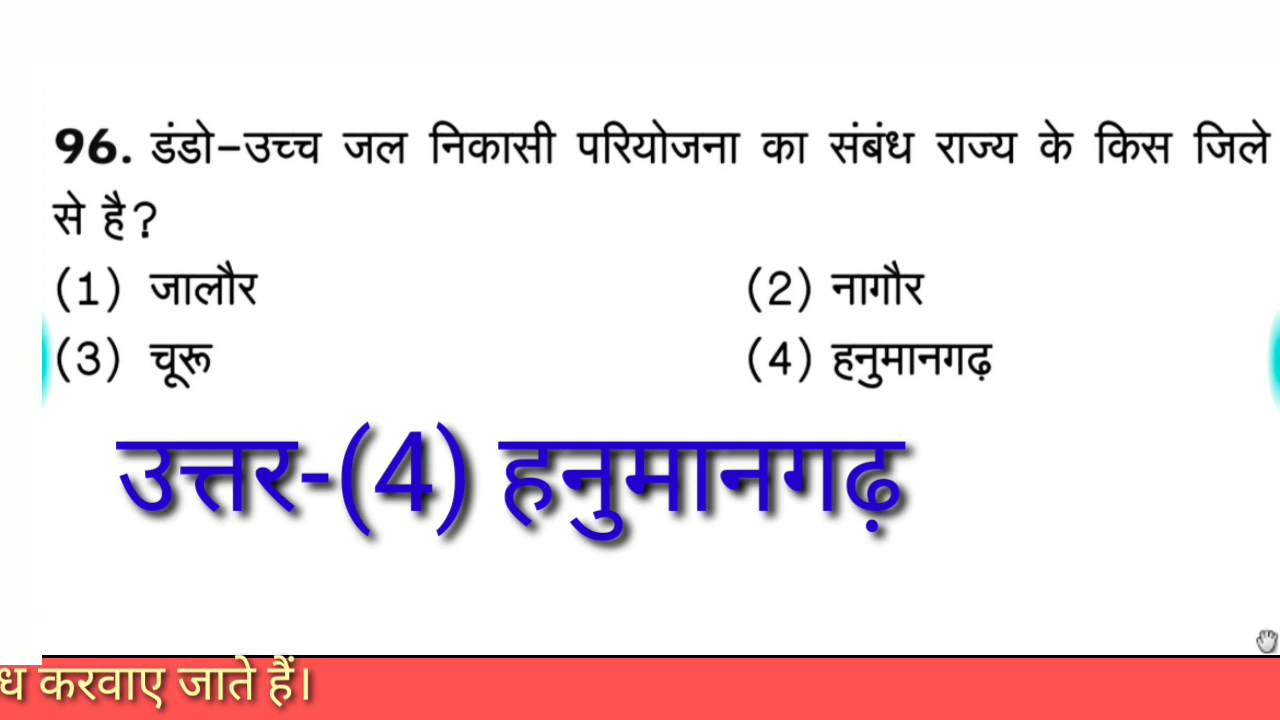 96. डंडो-उच्च जल निकासी परियोजना का संबंध राज्य के किस जिले
से है?
(1) जालौर (2) नागौर
(3) चूरू (4) हनुमानगढ़
उत्तर-(4) हनुमानगढ़
ध करवाए जाते हैं।